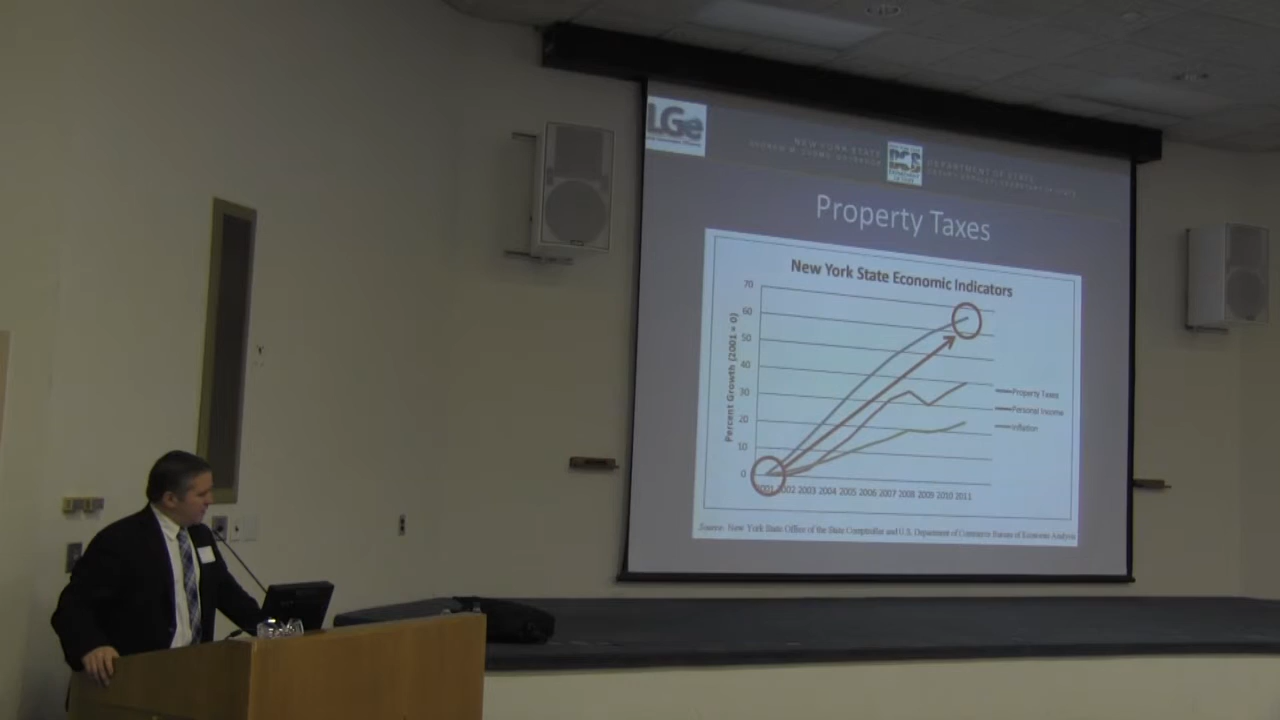 LGe
NEW YORK STATE
DEPARTMENT OF STATE
Property Taxes
New York State Economic Indicators
Percent Growth (2001 = 0)
70
60
50
40
30
20
10
0
2001 2002 2003 2004 2005 2006 2007 2008 2009 2010 2011
Property Taxes
Personal Income
Inflation
Source: New York State Office of the State Comptroller and U.S. Department of Commerce Bureau of Economic Analysis